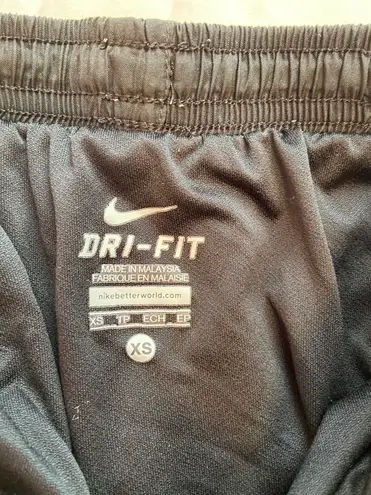 DRI-FIT
MADE IN MALAYSIA
FABRIQUÉ EN MALAISIE
nikebetterworld.com
XS TP ECH EP
XS